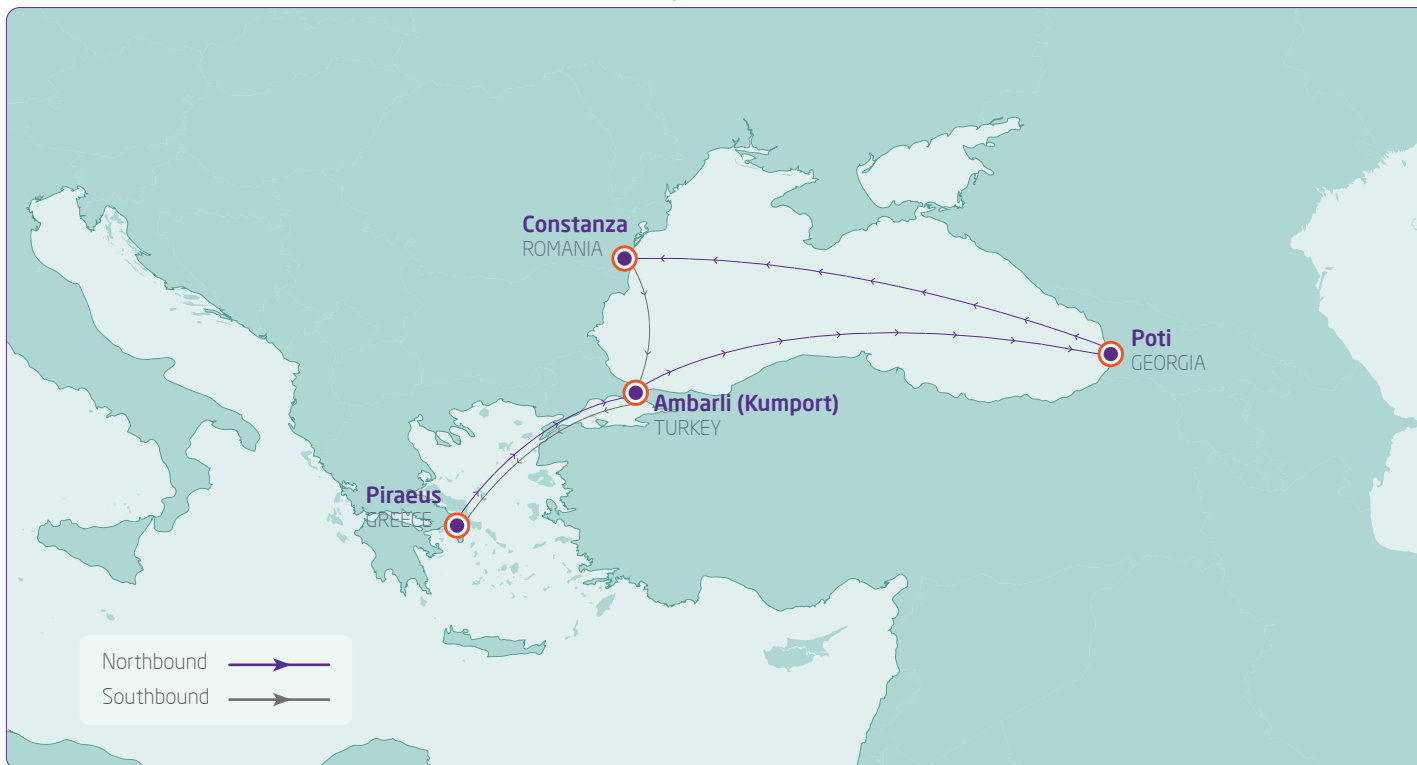 Constanza
ROMANIA
Poti
GEORGIA
Ambarli (Kumport)
TURKEY
Piraeus
GREECE
Northbound
Southbound